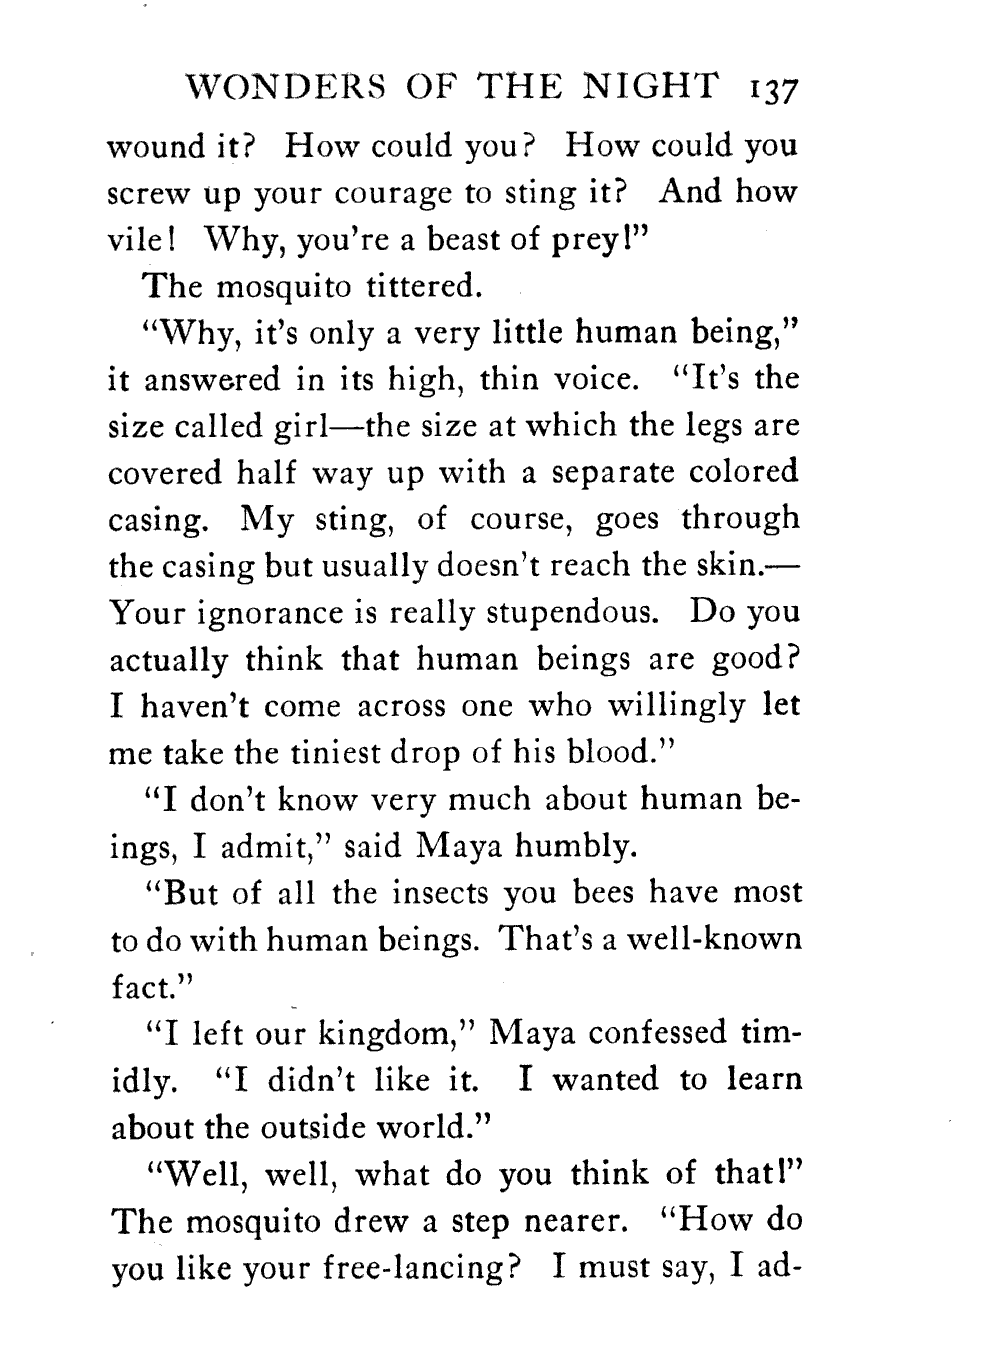 WONDERS OF THE NIGHT 137
wound it? How could you? How could you
screw up your courage to sting it? And how
vile! Why, you're a beast of prey!”
The mosquito tittered.
“Why, it's only a very little human being,”
it answered in its high, thin voice. “It's the
size called girl—the size at which the legs are
covered half way up with a separate colored
casing. My sting, of course, goes through
the casing but usually doesn't reach the skin.—
Your ignorance is really stupendous. Do you
actually think that human beings are good?
I haven't come across one who willingly let
me take the tiniest drop of his blood.”
“I don't know very much about human be-
ings, I admit,” said Maya humbly.
“But of all the insects you bees have most
to do with human beings. That's a well-known
fact.”
“I left our kingdom,” Maya confessed tim-
idly. “I didn't like it. I wanted to learn
about the outside world.”
“Well, well, what do you think of that!”
The mosquito drew a step nearer. “How do
you like your free-lancing? I must say, I ad-